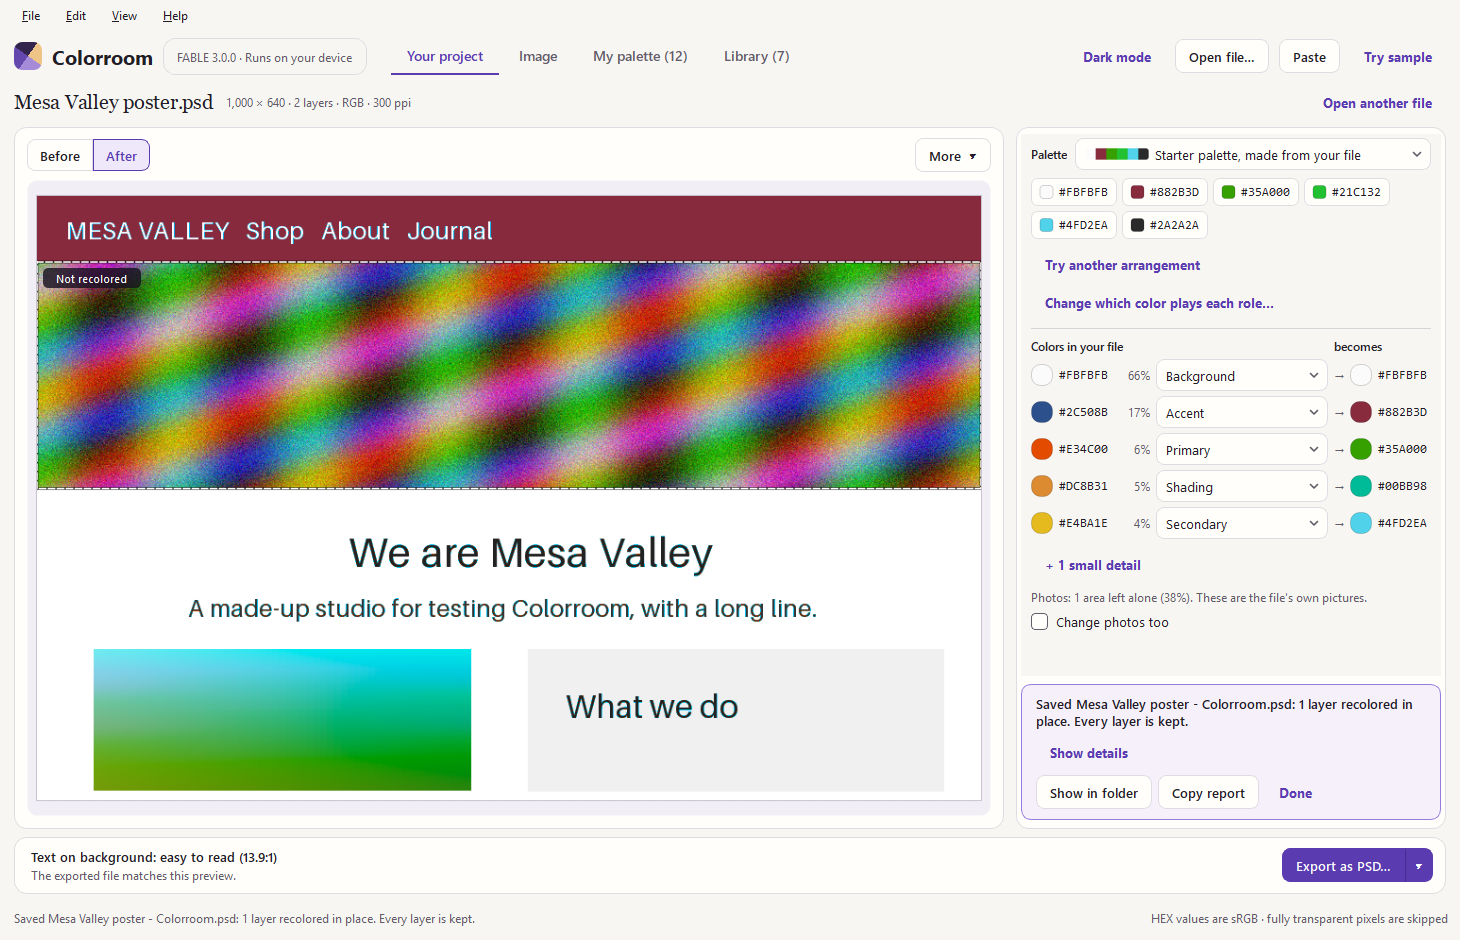 File Edit View Help
Colorroom
FABLE 3.0.0 · Runs on your device
Your project
Image
My palette (12)
Library (7)
Dark mode
Open file...
Paste
Try sample
Mesa Valley poster.psd
1,000 × 640 · 2 layers · RGB · 300 ppi
Open another file
Before
After
More
MESA VALLEY Shop About Journal
Not recolored
We are Mesa Valley
A made-up studio for testing Colorroom, with a long line.
What we do
Palette
Starter palette, made from your file
#FBFBFB #882B3D #35A000 #21C132
#4FD2EA #2A2A2A
Try another arrangement
Change which color plays each role...
Colors in your file becomes
#FBFBFB 66% Background → #FBFBFB
#2C508B 17% Accent → #882B3D
#E34C00 6% Primary → #35A000
#DC8B31 5% Shading → #00BB98
#E4BA1E 4% Secondary → #4FD2EA
+ 1 small detail
Photos: 1 area left alone (38%). These are the file's own pictures.
Change photos too
Saved Mesa Valley poster - Colorroom.psd: 1 layer recolored in
place. Every layer is kept.
Show details
Show in folder
Copy report
Done
Text on background: easy to read (13.9:1)
The exported file matches this preview.
Export as PSD...
Saved Mesa Valley poster - Colorroom.psd: 1 layer recolored in place. Every layer is kept.
HEX values are sRGB · fully transparent pixels are skipped